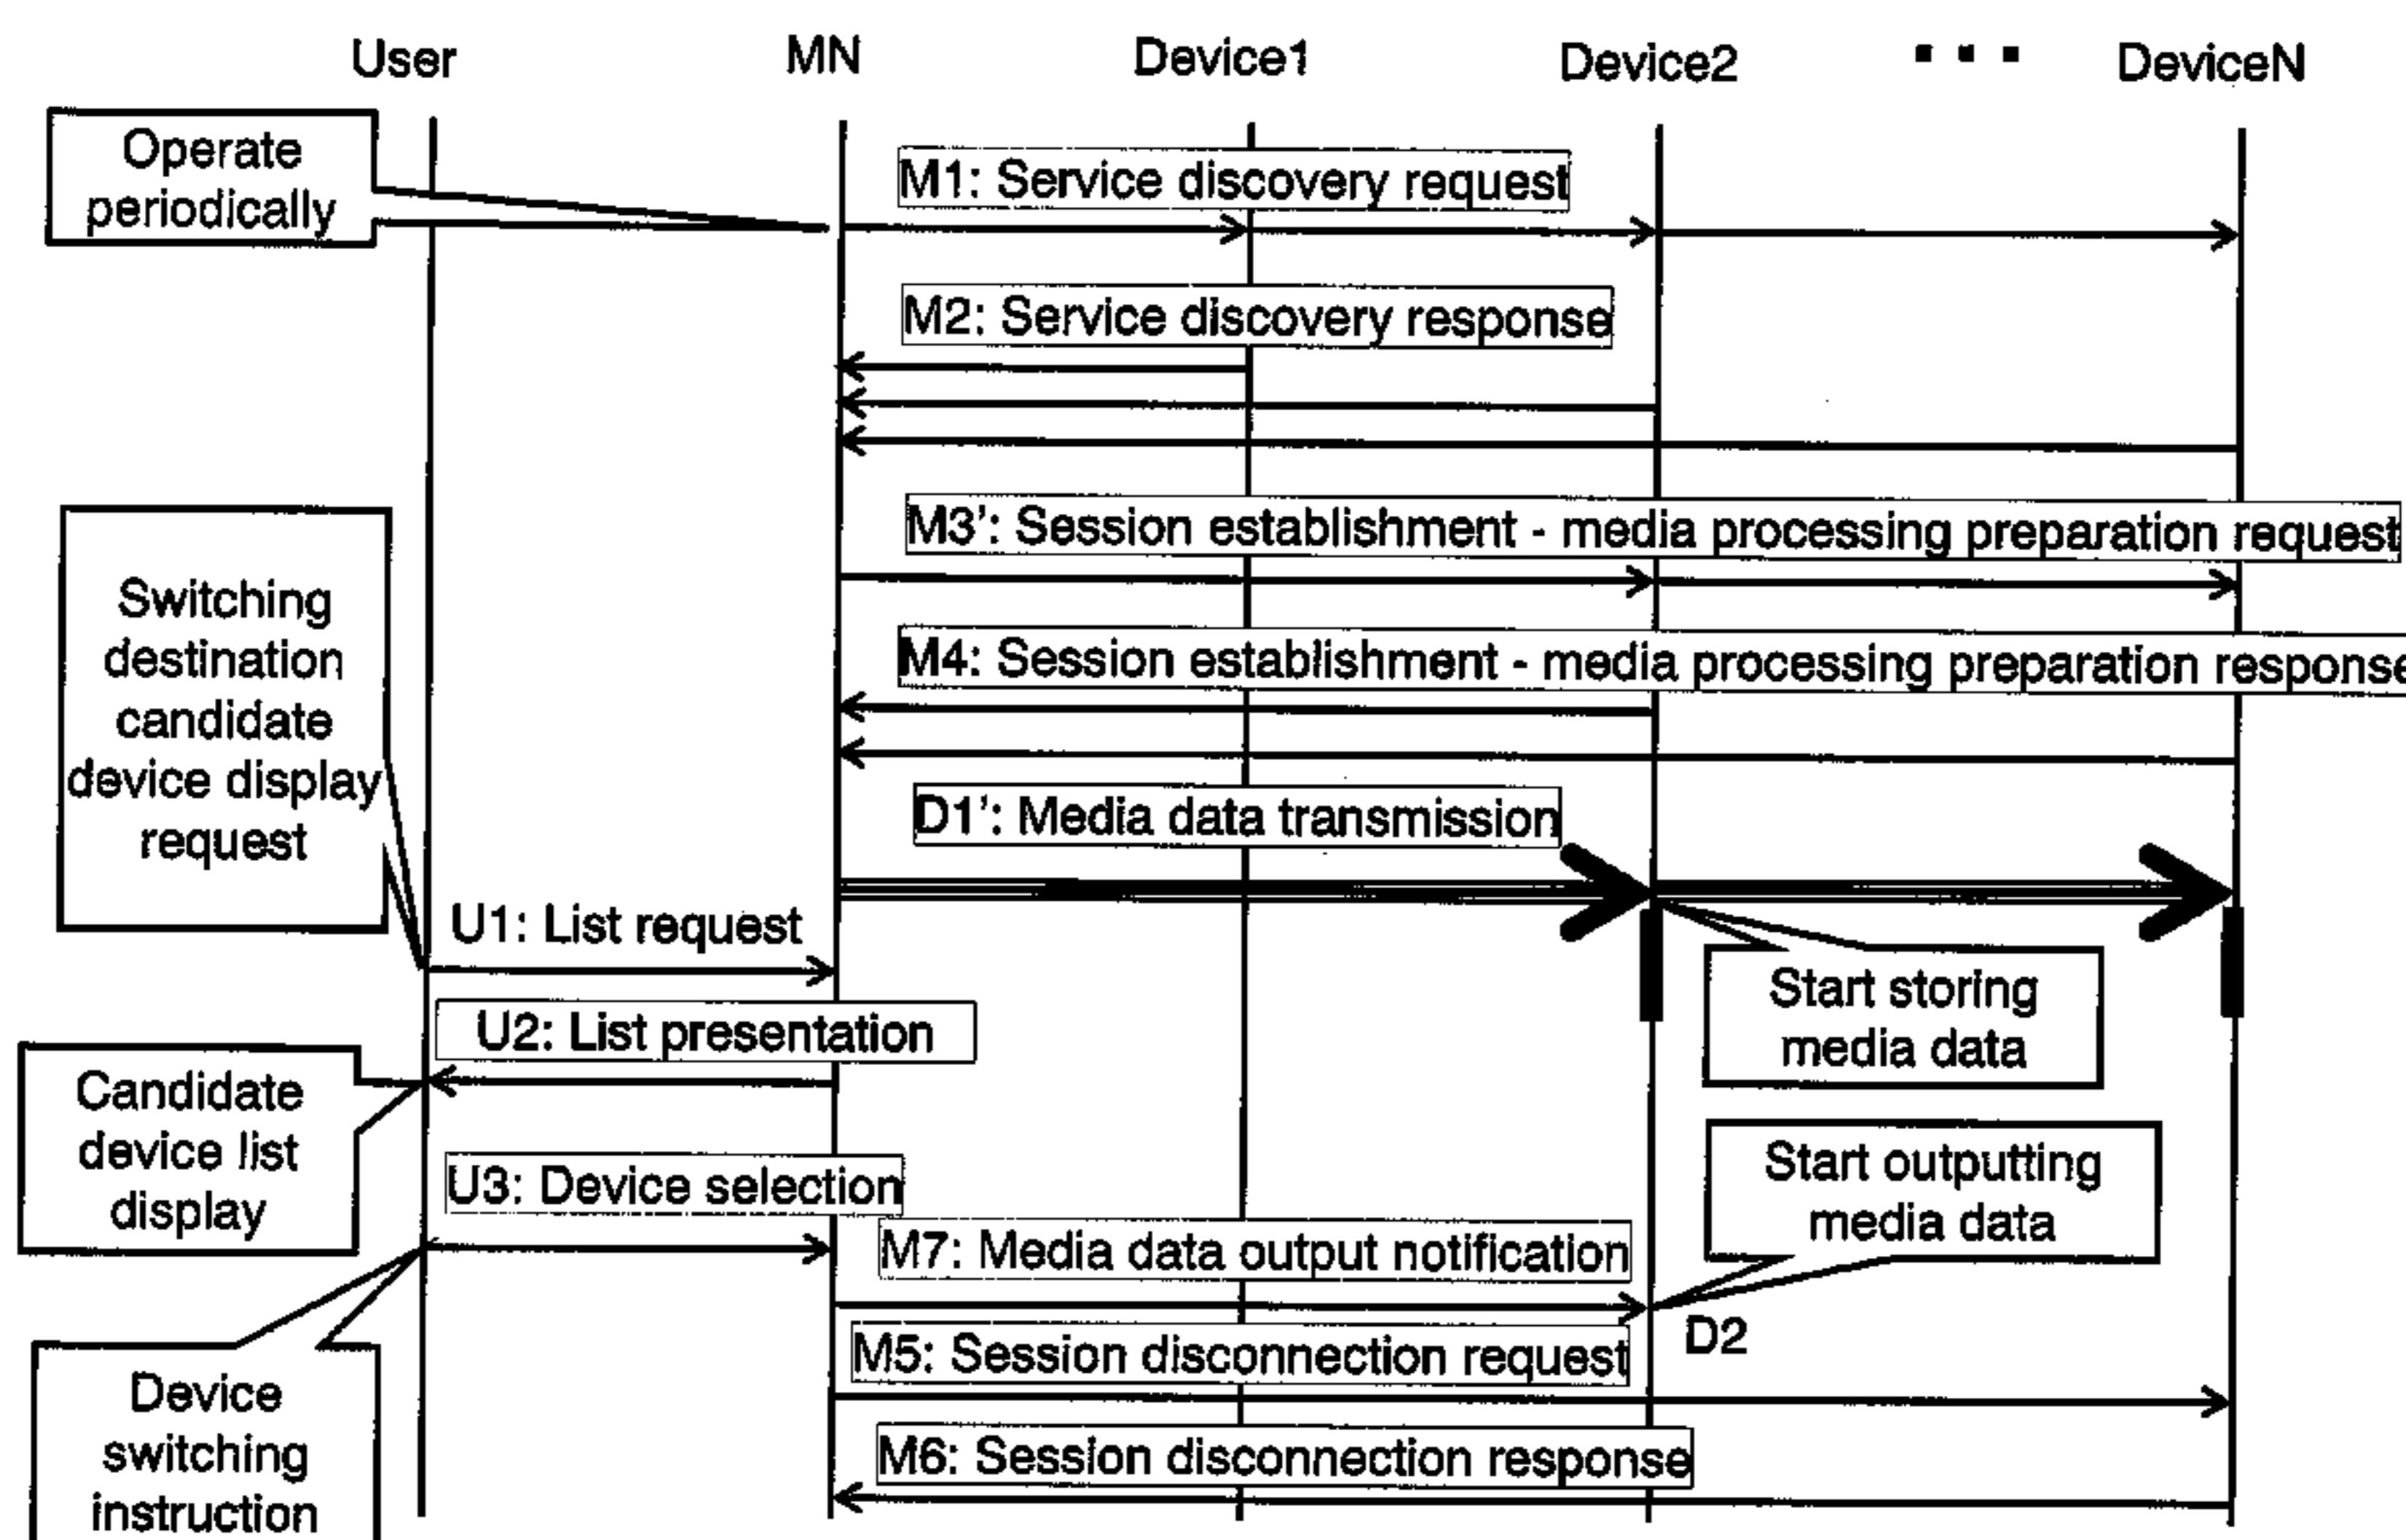 User MN Device1 Device2 ... DeviceN
Operate
periodically
M1: Service discovery request
M2: Service discovery response
M3': Session establishment - media processing preparation request
Switching
destination
candidate
device display
request
M4: Session establishment - media processing preparation response
D1': Media data transmission
U1: List request
Start storing
media data
U2: List presentation
Candidate
device list
display
U3: Device selection
Start outputting
media data
M7: Media data output notification
D2
M5: Session disconnection request
Device
switching
instruction
M6: Session disconnection response